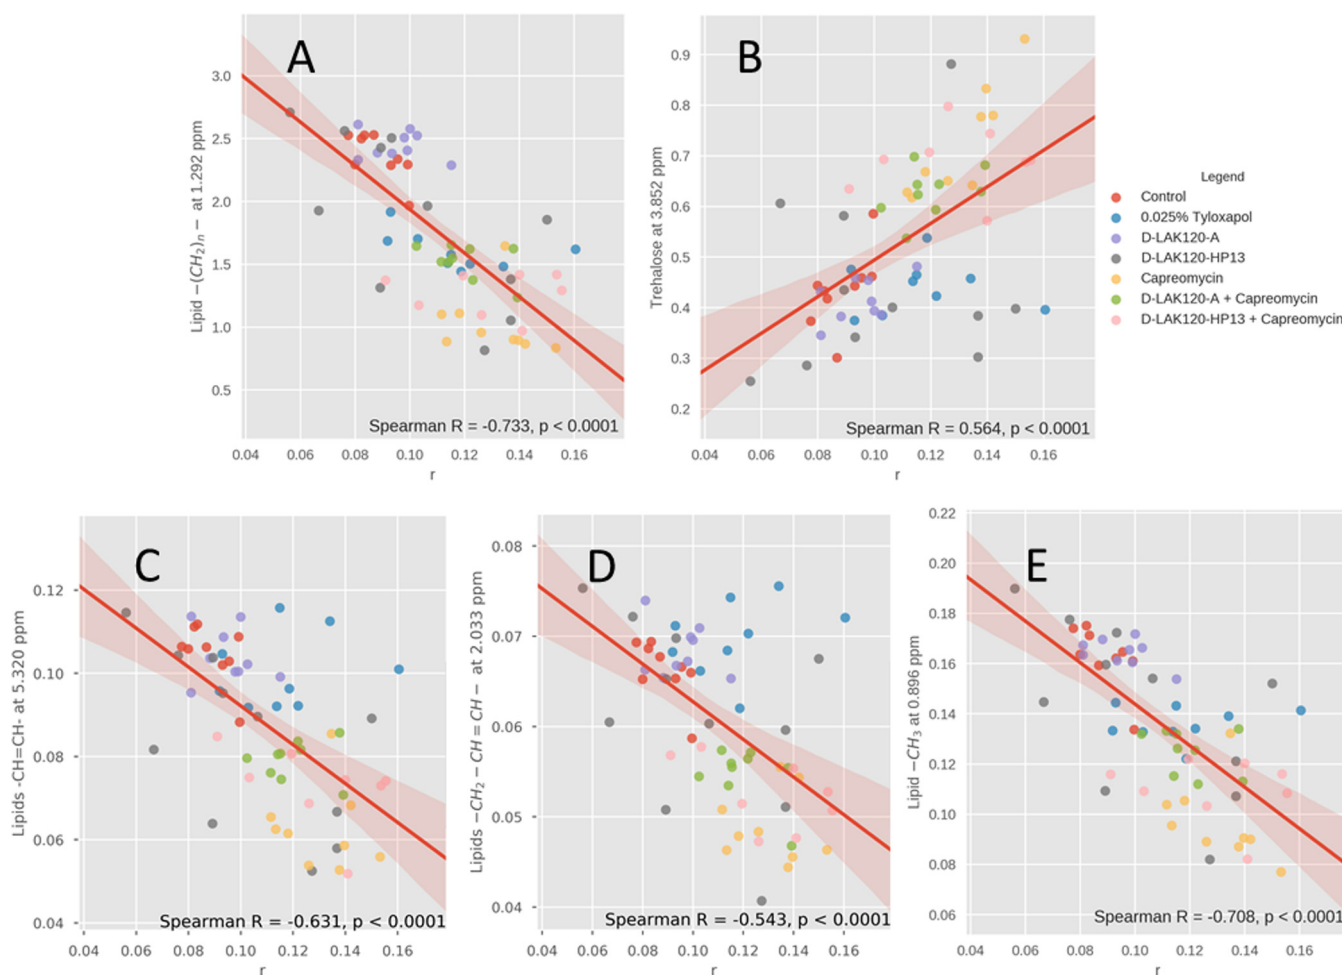 A
3.0
2.5
2.0
1.5
1.0
0.5
Lipid −(CH₂)ₙ − at 1.292 ppm
Spearman R = -0.733, p < 0.0001
0.04 0.06 0.08 0.10 0.12 0.14 0.16
r
B
0.9
0.8
0.7
0.6
0.5
0.4
0.3
0.2
Trehalose at 3.852 ppm
Spearman R = 0.564, p < 0.0001
0.04 0.06 0.08 0.10 0.12 0.14 0.16
r
Legend
Control
0.025% Tyloxapol
D-LAK120-A
D-LAK120-HP13
Capreomycin
D-LAK120-A + Capreomycin
D-LAK120-HP13 + Capreomycin
C
0.12
0.10
0.08
0.06
0.04
Lipids -CH=CH- at 5.320 ppm
Spearman R = -0.631, p < 0.0001
0.04 0.06 0.08 0.10 0.12 0.14 0.16
r
D
0.08
0.07
0.06
0.05
0.04
Lipids −CH₂ − CH = CH − at 2.033 ppm
Spearman R = -0.543, p < 0.0001
0.04 0.06 0.08 0.10 0.12 0.14 0.16
r
E
0.22
0.20
0.18
0.16
0.14
0.12
0.10
0.08
0.06
Lipid −CH₃ at 0.896 ppm
Spearman R = -0.708, p < 0.0001
0.04 0.06 0.08 0.10 0.12 0.14 0.16
r